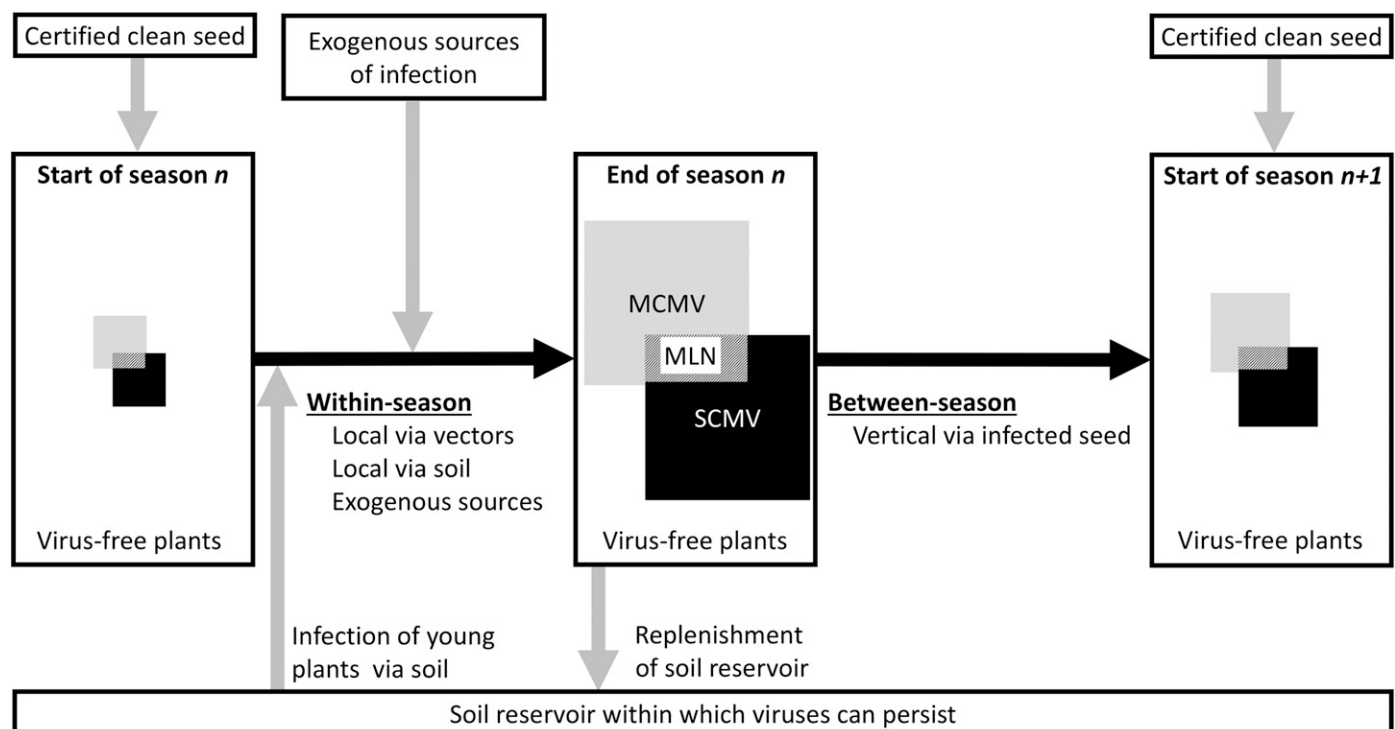 Certified clean seed
Exogenous sources
of infection
Certified clean seed
Start of season n
End of season n
Start of season n+1
MCMV
MLN
SCMV
Within-season
Local via vectors
Local via soil
Exogenous sources
Between-season
Vertical via infected seed
Virus-free plants
Virus-free plants
Virus-free plants
Infection of young
plants via soil
Replenishment
of soil reservoir
Soil reservoir within which viruses can persist